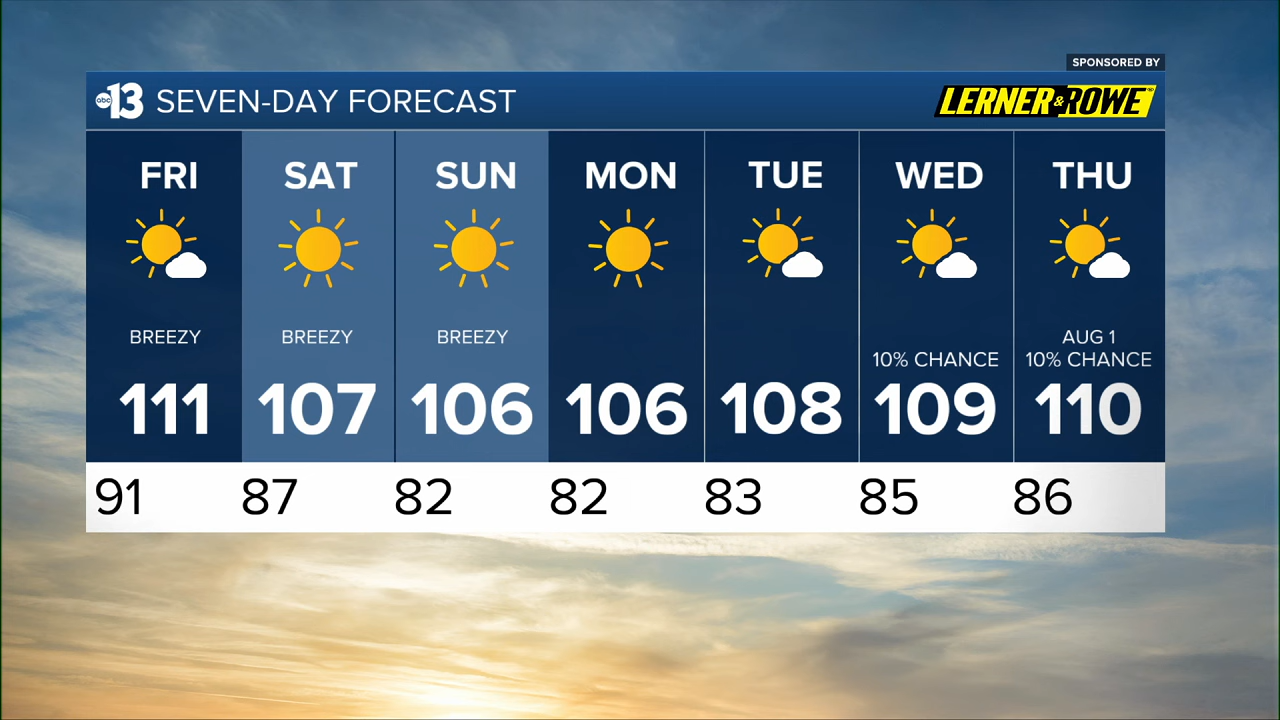 SPONSORED BY
abc 13 SEVEN-DAY FORECAST
LERNER & ROWE®
FRI SAT SUN MON TUE WED THU
BREEZY BREEZY BREEZY AUG 1
10% CHANCE 10% CHANCE
111 107 106 106 108 109 110
91 87 82 82 83 85 86